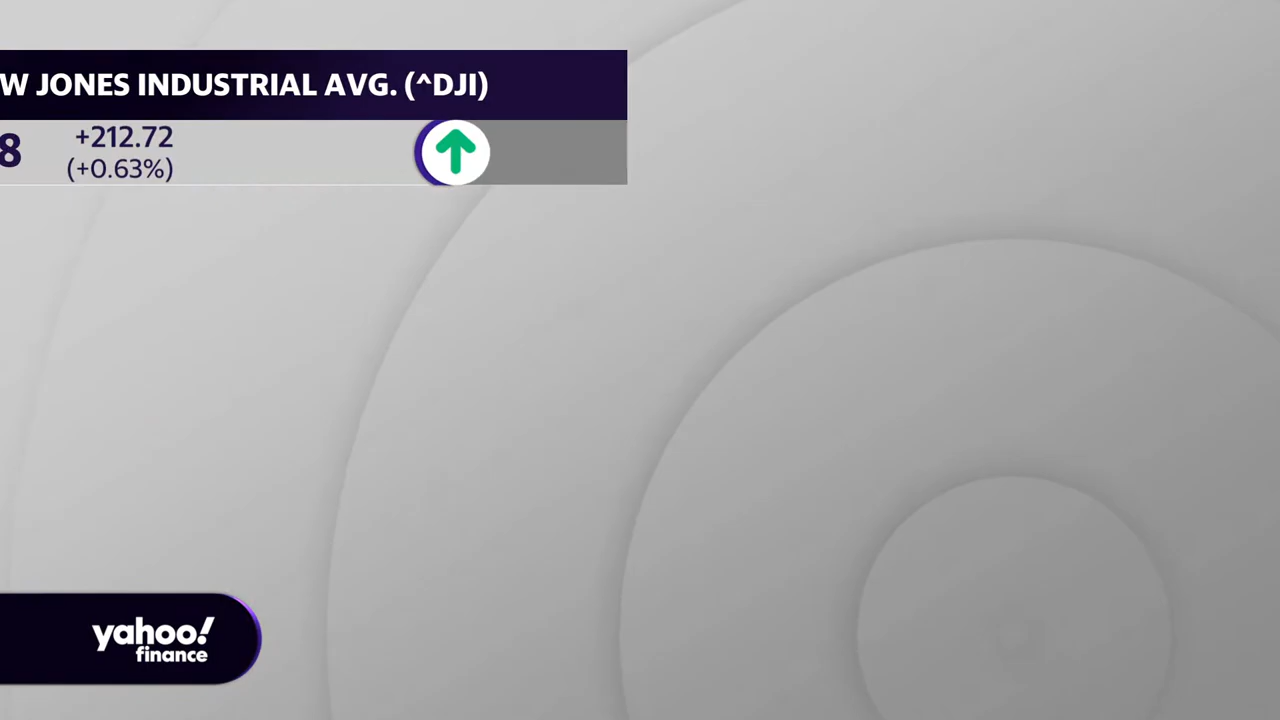 W JONES INDUSTRIAL AVG. (^DJI)
8
+212.72
(+0.63%)
yahoo!
finance